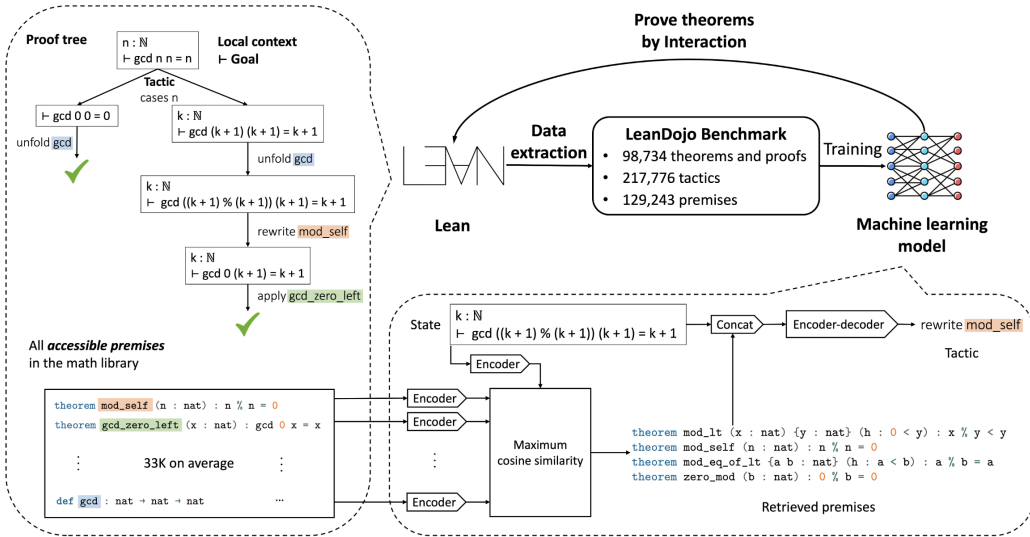 Proof tree
n : ℕ
⊢ gcd n n = n
Local context
⊢ Goal
Tactic
cases n
⊢ gcd 0 0 = 0
unfold gcd
k : ℕ
⊢ gcd (k + 1) (k + 1) = k + 1
unfold gcd
k : ℕ
⊢ gcd ((k + 1) % (k + 1)) (k + 1) = k + 1
rewrite mod_self
k : ℕ
⊢ gcd 0 (k + 1) = k + 1
apply gcd_zero_left
All accessible premises
in the math library
theorem mod_self (n : nat) : n % n = 0
theorem gcd_zero_left (x : nat) : gcd 0 x = x
⋮ 33K on average ⋮
def gcd : nat → nat → nat ⋯
Prove theorems
by Interaction
LEAN
Lean
Data
extraction
LeanDojo Benchmark
• 98,734 theorems and proofs
• 217,776 tactics
• 129,243 premises
Training
Machine learning
model
State
k : ℕ
⊢ gcd ((k + 1) % (k + 1)) (k + 1) = k + 1
Concat
Encoder-decoder
rewrite mod_self
Tactic
Encoder
Encoder
Encoder
⋮
Encoder
Maximum
cosine similarity
theorem mod_lt (x : nat) {y : nat} (h : 0 < y) : x % y < y
theorem mod_self (n : nat) : n % n = 0
theorem mod_eq_of_lt {a b : nat} (h : a < b) : a % b = a
theorem zero_mod (b : nat) : 0 % b = 0
Retrieved premises